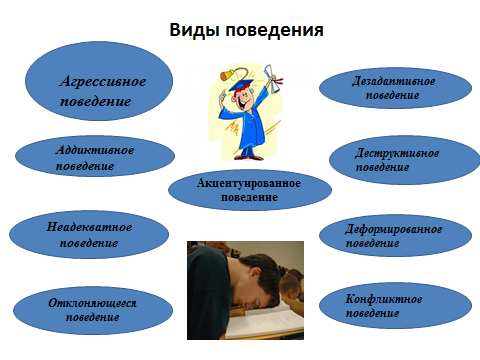 Виды поведения
Агрессивное
поведение
Дезадаптивное
поведение
Аддиктивное
поведение
Деструктивное
поведение
Акцентуированное
поведение
Неадекватное
поведение
Деформированное
поведение
Отклоняющееся
поведение
Конфликтное
поведение